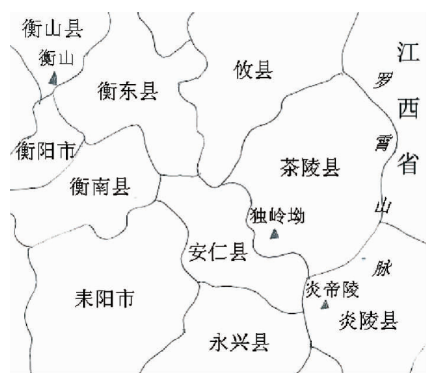 衡山县
衡山
衡东县
攸县
江西省
罗霄山脉
衡阳市
衡南县
茶陵县
独岭坳
安仁县
耒阳市
炎帝陵
炎陵县
永兴县